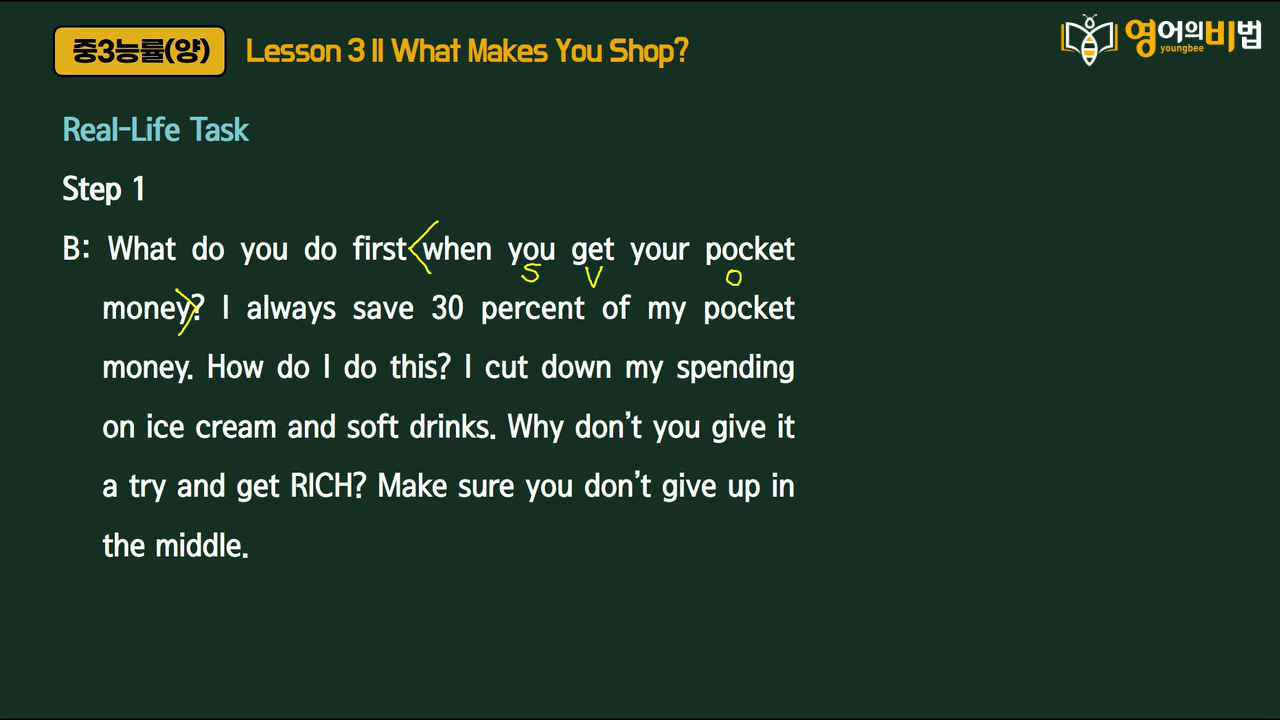 중3능률(양) Lesson 3 II What Makes You Shop?
영어의비법
youngbee
Real-Life Task
Step 1
B: What do you do first when you get your pocket
S V O
money? I always save 30 percent of my pocket
money. How do I do this? I cut down my spending
on ice cream and soft drinks. Why don't you give it
a try and get RICH? Make sure you don't give up in
the middle.